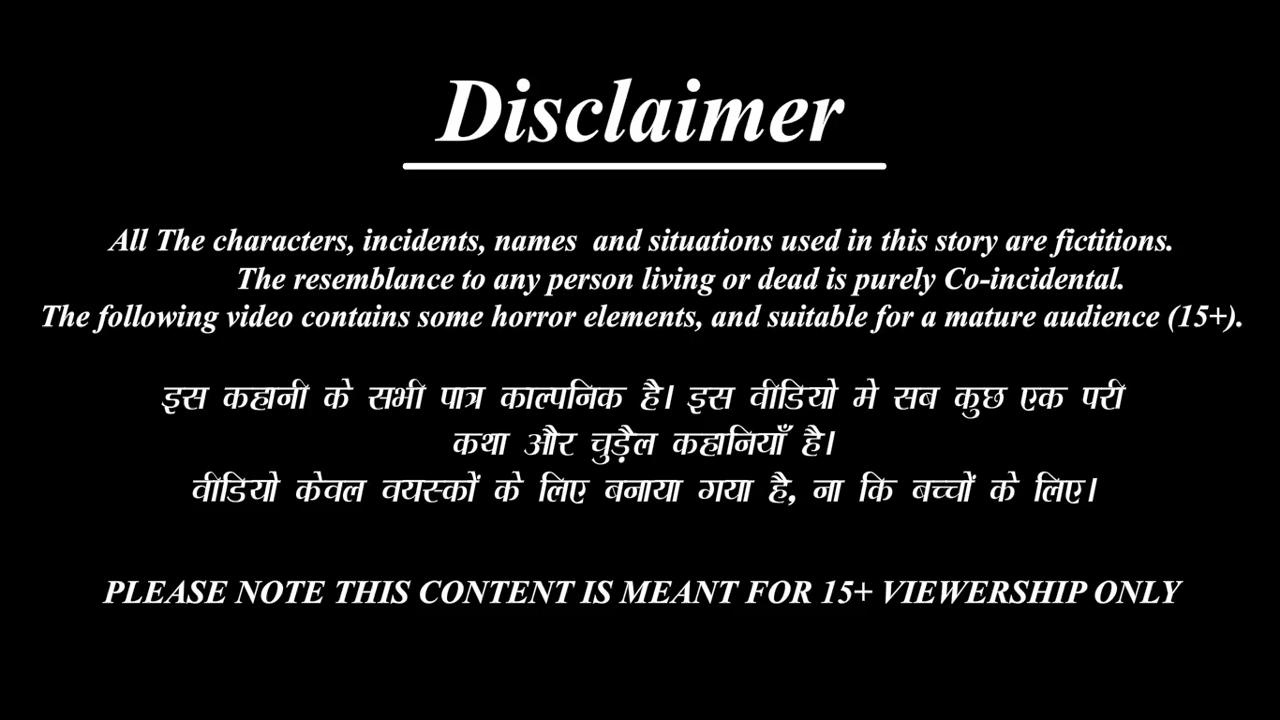 Disclaimer
All The characters, incidents, names and situations used in this story are fictitions.
The resemblance to any person living or dead is purely Co-incidental.
The following video contains some horror elements, and suitable for a mature audience (15+).
इस कहानी के सभी पात्र काल्पनिक है। इस वीडियो मे सब कुछ एक परी
कथा और चुड़ैल कहानियाँ है।
वीडियो केवल वयस्कों के लिए बनाया गया है, ना कि बच्चों के लिए।
PLEASE NOTE THIS CONTENT IS MEANT FOR 15+ VIEWERSHIP ONLY